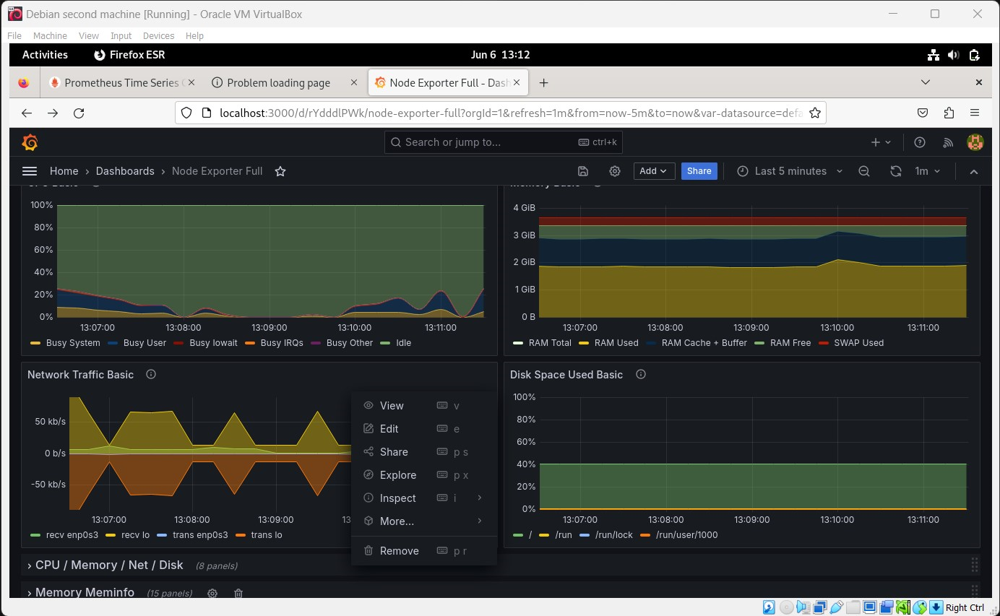 Debian second machine [Running] - Oracle VM VirtualBox
File Machine View Input Devices Help
Activities Firefox ESR Jun 6 13:12
Prometheus Time Series Problem loading page Node Exporter Full - Dash
localhost:3000/d/rYdddlPWk/node-exporter-full?orgId=1&refresh=1m&from=now-5m&to=now&var-datasource=defa
Search or jump to... ctrl+k
Home › Dashboards › Node Exporter Full Add Share Last 5 minutes 1m
CPU Basic Memory Basic
100%
80%
60%
40%
20%
0%
13:07:00 13:08:00 13:09:00 13:10:00 13:11:00
Busy System Busy User Busy Iowait Busy IRQs Busy Other Idle
4 GiB
3 GiB
2 GiB
1 GiB
0 B
13:07:00 13:08:00 13:09:00 13:10:00 13:11:00
RAM Total RAM Used RAM Cache + Buffer RAM Free SWAP Used
Network Traffic Basic
50 kb/s
0 b/s
-50 kb/s
13:07:00 13:08:00 13:09:00 13
recv enp0s3 recv lo trans enp0s3 trans lo
View v
Edit e
Share p s
Explore p x
Inspect i
More...
Remove p r
Disk Space Used Basic
100%
80%
60%
40%
20%
0%
13:07:00 13:08:00 13:09:00 13:10:00 13:11:00
/ /run /run/lock /run/user/1000
› CPU / Memory / Net / Disk (8 panels)
› Memory Meminfo (15 panels)
Right Ctrl